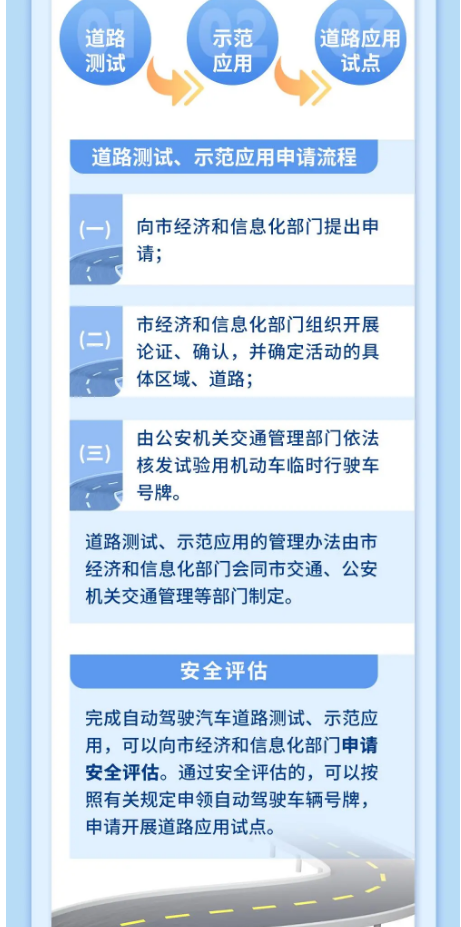 01
道路
测试
02
示范
应用
03
道路应用
试点
道路测试、示范应用申请流程
(一)
向市经济和信息化部门提出申
请；
(二)
市经济和信息化部门组织开展
论证、确认，并确定活动的具
体区域、道路；
(三)
由公安机关交通管理部门依法
核发试验用机动车临时行驶车
号牌。
道路测试、示范应用的管理办法由市
经济和信息化部门会同市交通、公安
机关交通管理等部门制定。
安全评估
完成自动驾驶汽车道路测试、示范应
用，可以向市经济和信息化部门申请
安全评估。通过安全评估的，可以按
照有关规定申领自动驾驶车辆号牌，
申请开展道路应用试点。